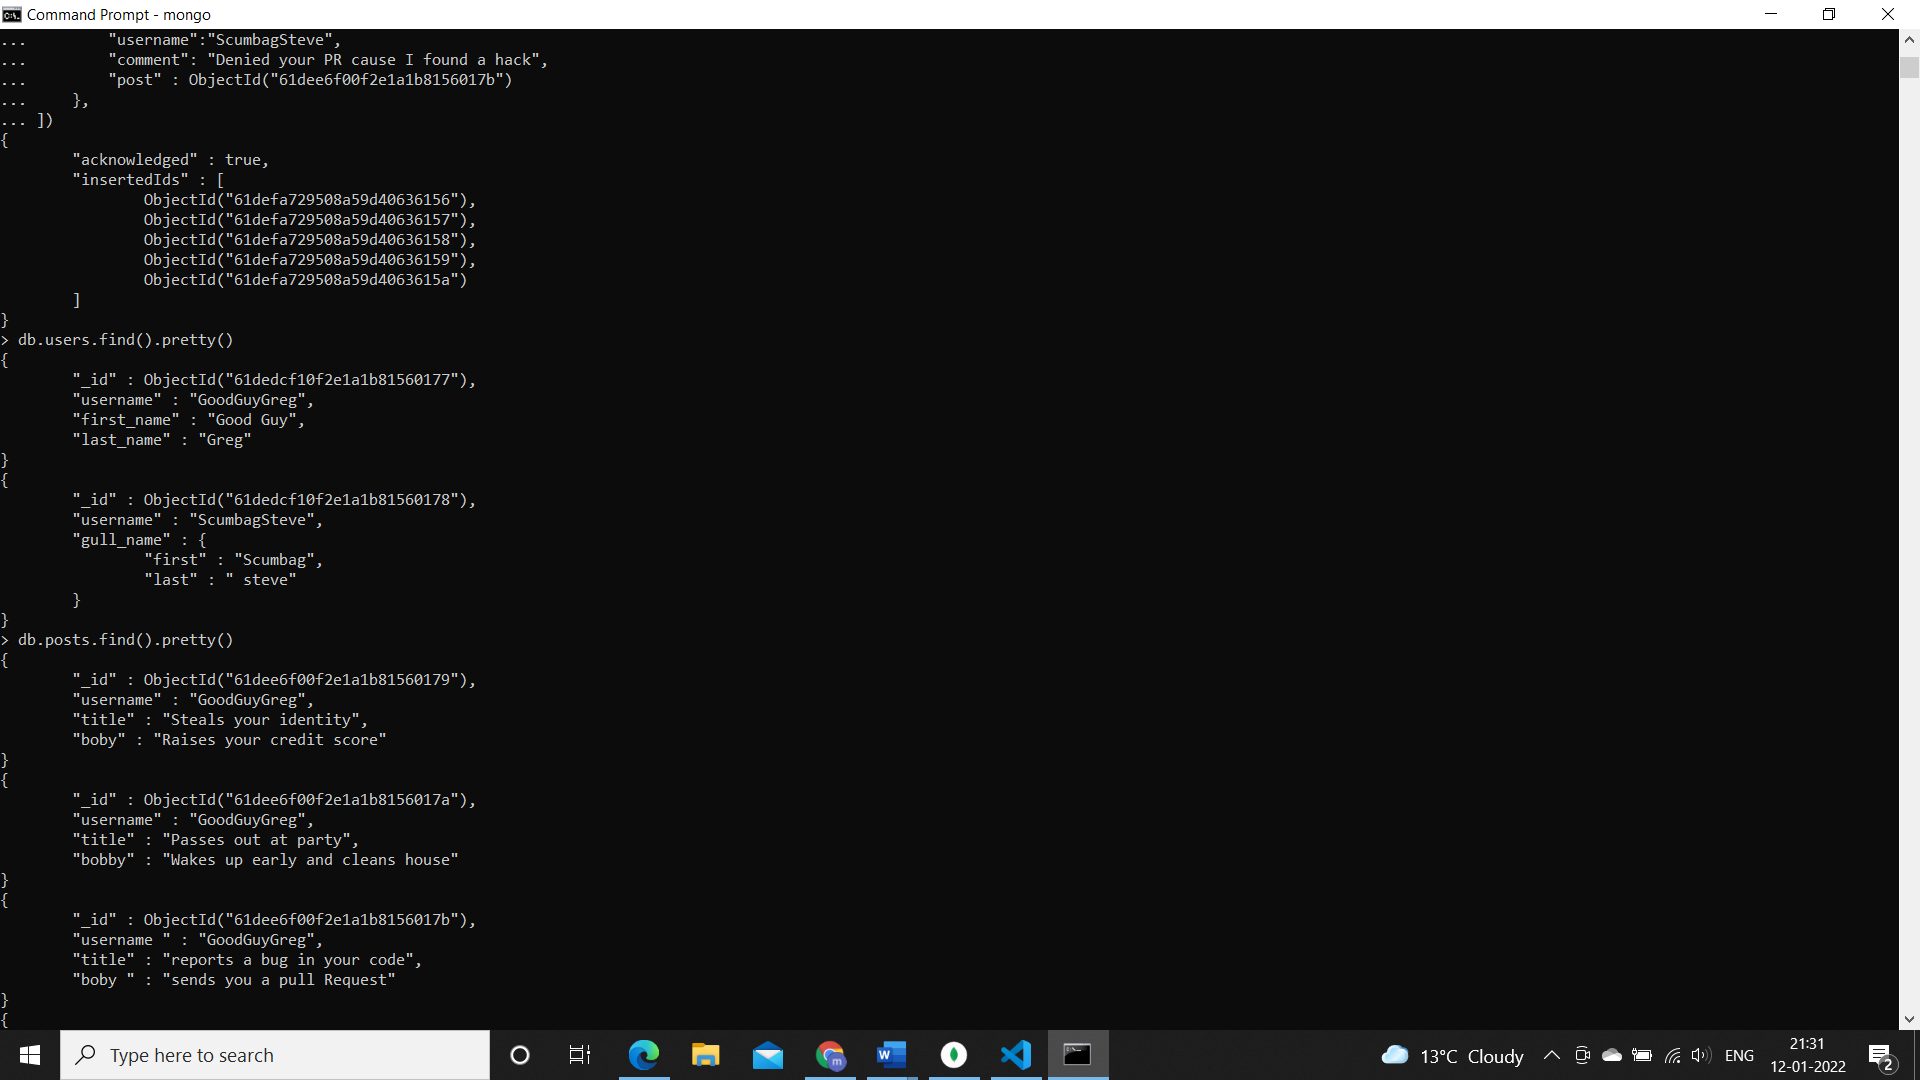 Command Prompt - mongo
...         "username":"ScumbagSteve",
...         "comment": "Denied your PR cause I found a hack",
...         "post" : ObjectId("61dee6f00f2e1a1b8156017b")
...     },
... ])
{
        "acknowledged" : true,
        "insertedIds" : [
                ObjectId("61defa729508a59d40636156"),
                ObjectId("61defa729508a59d40636157"),
                ObjectId("61defa729508a59d40636158"),
                ObjectId("61defa729508a59d40636159"),
                ObjectId("61defa729508a59d4063615a")
        ]
}
> db.users.find().pretty()
{
        "_id" : ObjectId("61dedcf10f2e1a1b81560177"),
        "username" : "GoodGuyGreg",
        "first_name" : "Good Guy",
        "last_name" : "Greg"
}
{
        "_id" : ObjectId("61dedcf10f2e1a1b81560178"),
        "username" : "ScumbagSteve",
        "gull_name" : {
                "first" : "Scumbag",
                "last" : " steve"
        }
}
> db.posts.find().pretty()
{
        "_id" : ObjectId("61dee6f00f2e1a1b81560179"),
        "username" : "GoodGuyGreg",
        "title" : "Steals your identity",
        "boby" : "Raises your credit score"
}
{
        "_id" : ObjectId("61dee6f00f2e1a1b8156017a"),
        "username" : "GoodGuyGreg",
        "title" : "Passes out at party",
        "bobby" : "Wakes up early and cleans house"
}
{
        "_id" : ObjectId("61dee6f00f2e1a1b8156017b"),
        "username " : "GoodGuyGreg",
        "title" : "reports a bug in your code",
        "boby " : "sends you a pull Request"
}
{
Type here to search
13°C Cloudy
ENG
21:31
12-01-2022
2